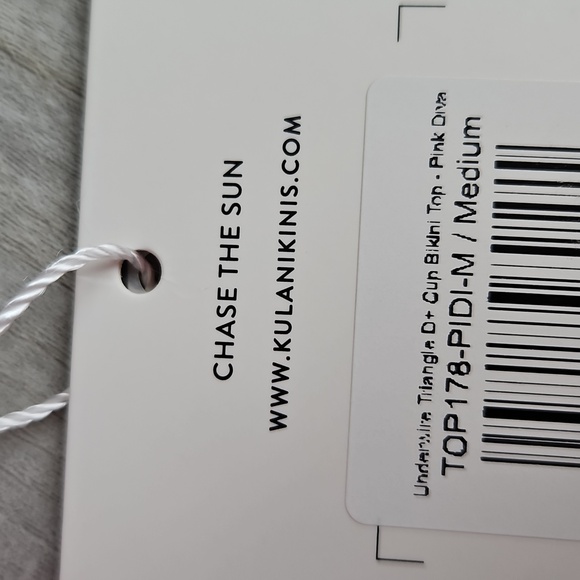 CHASE THE SUN
WWW.KULANIKINIS.COM
Underwire Triangle D+ Cup Bikini Top - Pink Diva
TOP178-PIDI-M / Medium